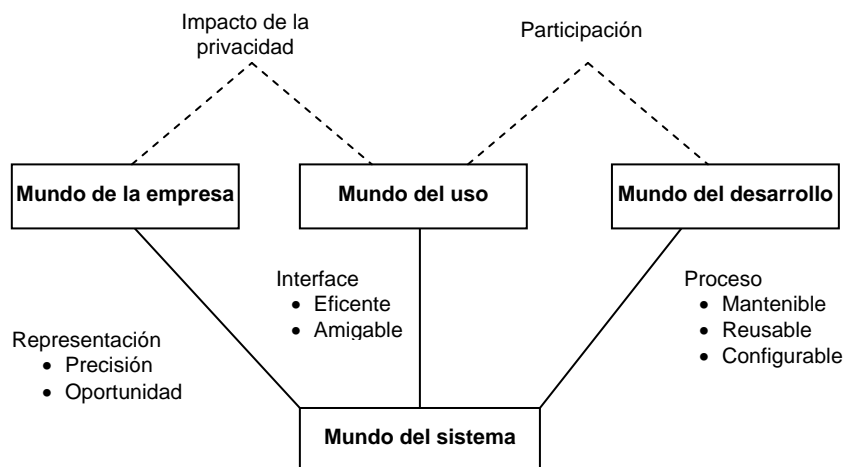 Impacto de la
privacidad
Participación
Mundo de la empresa
Mundo del uso
Mundo del desarrollo
Interface
• Eficente
• Amigable
Proceso
• Mantenible
• Reusable
• Configurable
Representación
• Precisión
• Oportunidad
Mundo del sistema